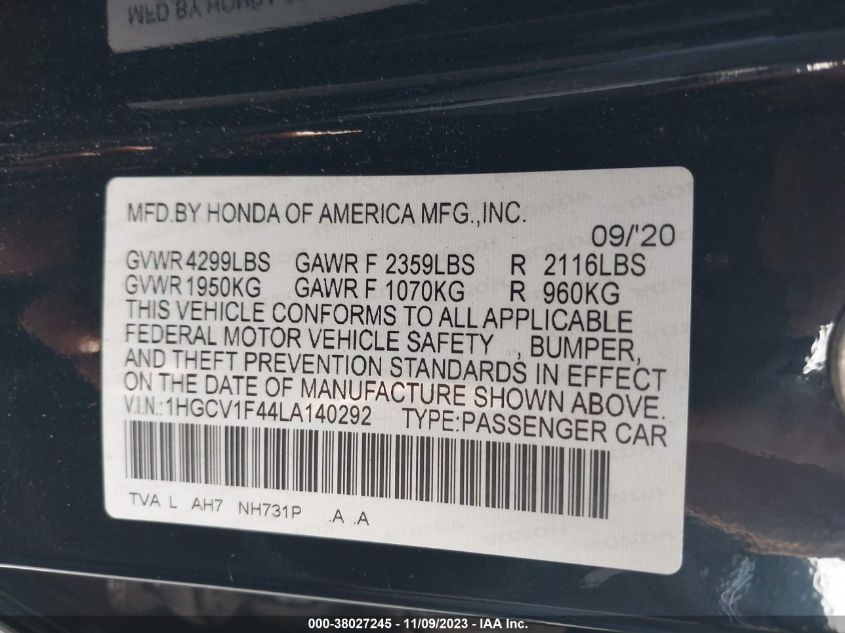 MFD.BY HONDA OF AMERICA MFG.,INC.
09/'20
GVWR 4299LBS GAWR F 2359LBS R 2116LBS
GVWR 1950KG GAWR F 1070KG R 960KG
THIS VEHICLE CONFORMS TO ALL APPLICABLE
FEDERAL MOTOR VEHICLE SAFETY , BUMPER,
AND THEFT PREVENTION STANDARDS IN EFFECT
ON THE DATE OF MANUFACTURE SHOWN ABOVE.
V.I.N.:1HGCV1F44LA140292 TYPE:PASSENGER CAR
TVA L AH7 NH731P .A .A
000-38027245 - 11/09/2023 - IAA Inc.